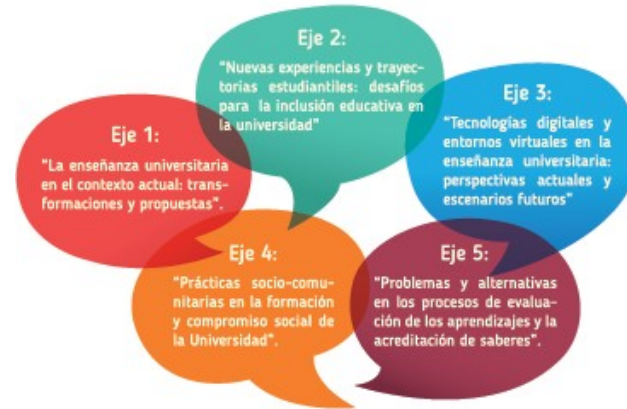 Eje 1:
"La enseñanza universitaria
en el contexto actual: trans-
formaciones y propuestas".
Eje 2:
"Nuevas experiencias y trayec-
torias estudiantiles: desafíos
para la inclusión educativa en
la universidad"
Eje 3:
"Tecnologías digitales y
entornos virtuales en la
enseñanza universitaria:
perspectivas actuales y
escenarios futuros"
Eje 4:
"Prácticas socio-comu-
nitarias en la formación
y compromiso social de
la Universidad".
Eje 5:
"Problemas y alternativas
en los procesos de evalua-
ción de los aprendizajes y la
acreditación de saberes".